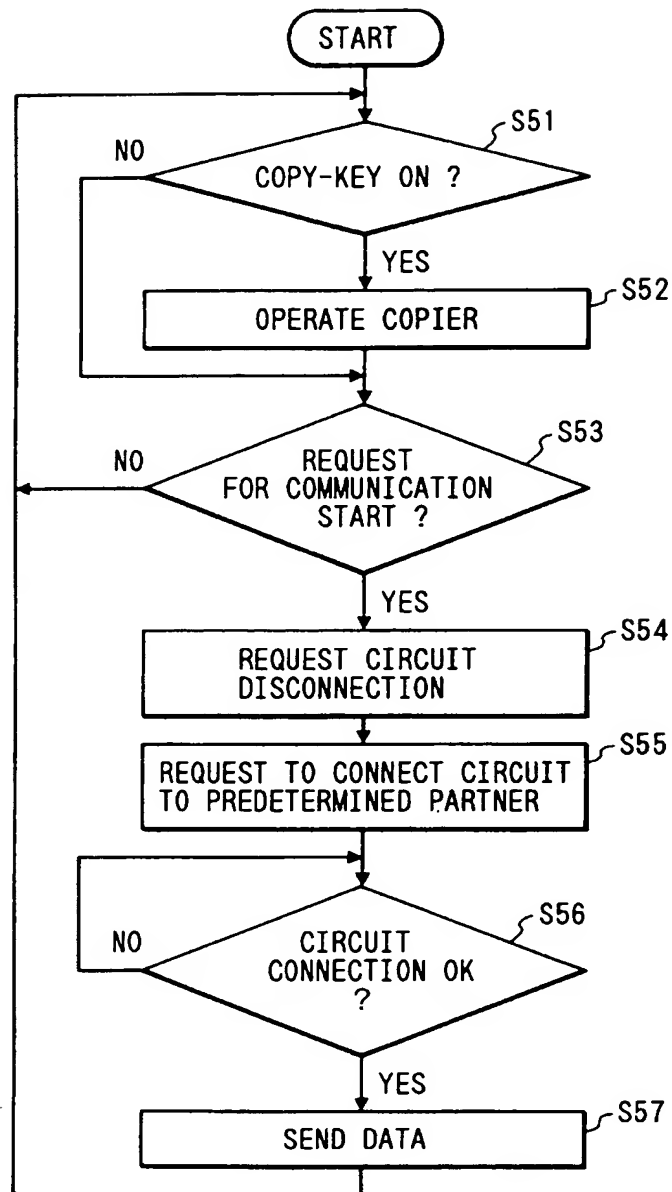 START
S51
NO
COPY-KEY ON ?
YES
S52
OPERATE COPIER
S53
NO
REQUEST
FOR COMMUNICATION
START ?
YES
S54
REQUEST CIRCUIT
DISCONNECTION
S55
REQUEST TO CONNECT CIRCUIT
TO PREDETERMINED PARTNER
S56
NO
CIRCUIT
CONNECTION OK
?
YES
S57
SEND DATA